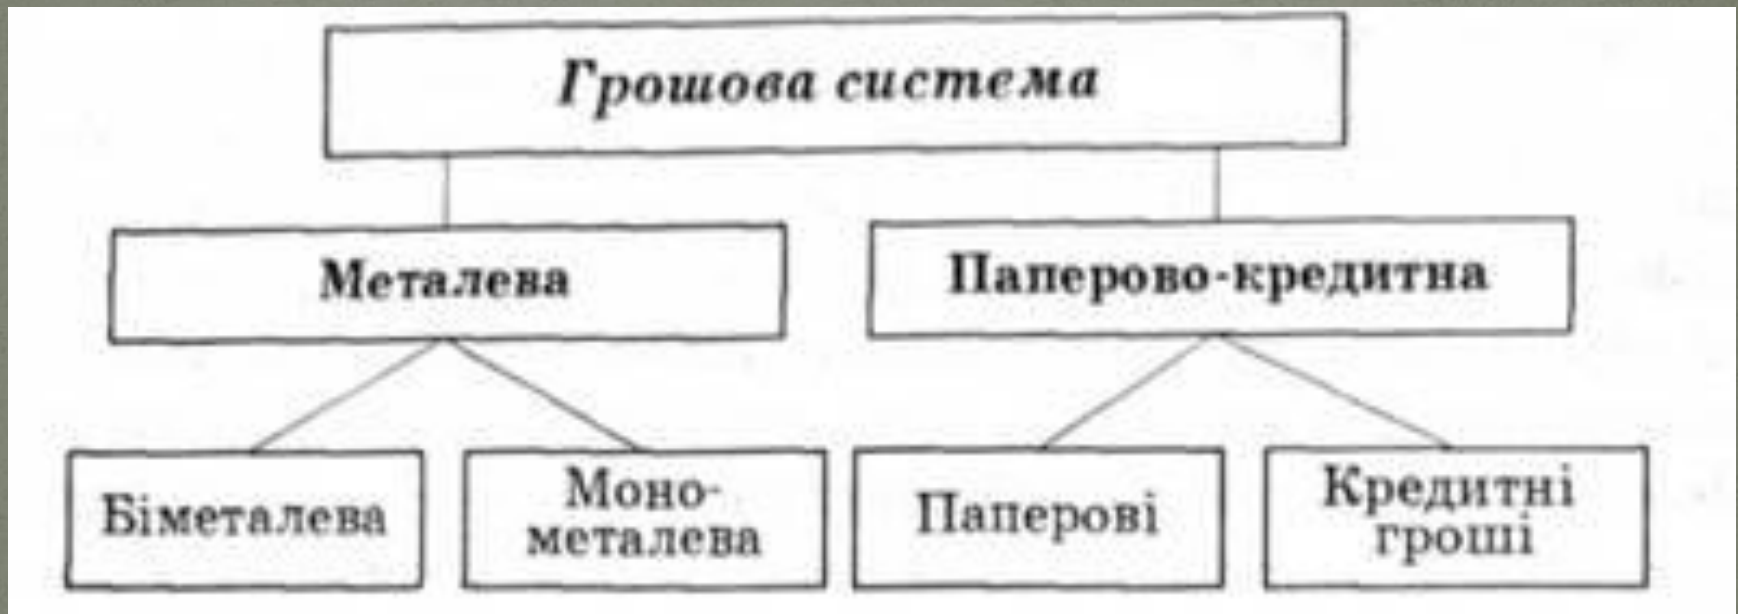 Грошова система
Металева
Паперово-кредитна
Біметалева
Моно-
металева
Паперові
Кредитні
гроші